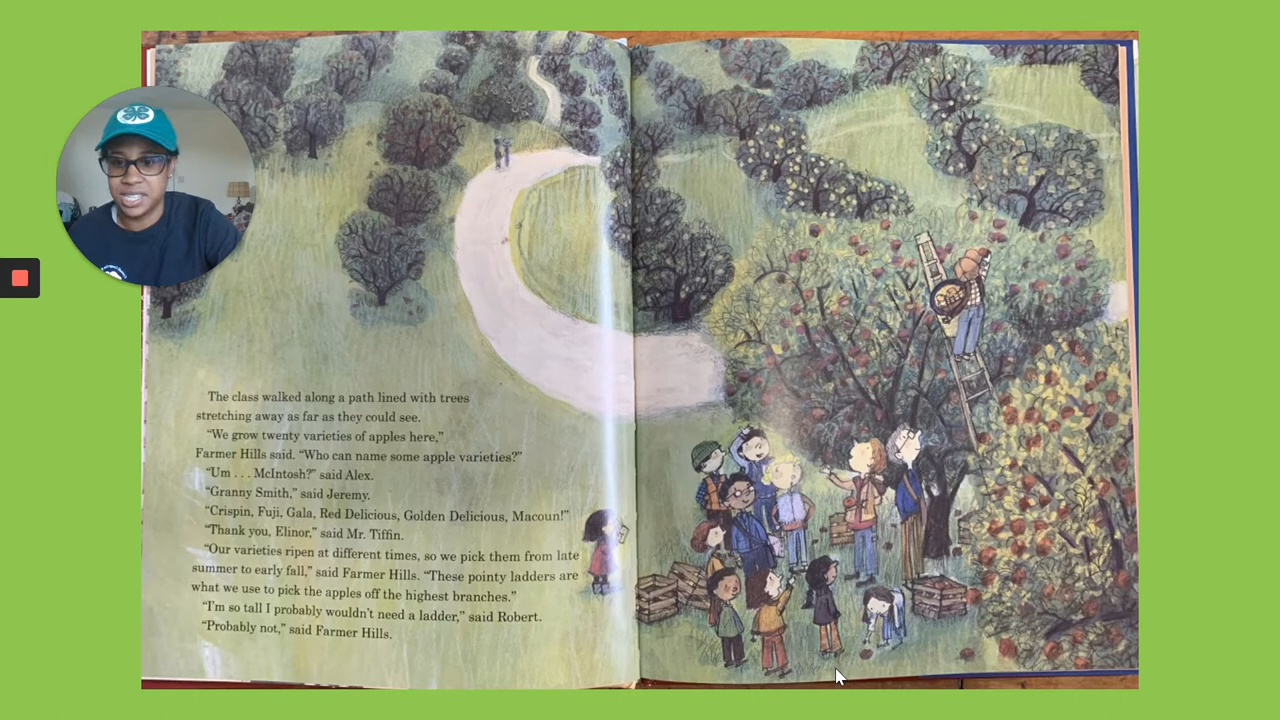 The class walked along a path lined with trees
stretching away as far as they could see.
"We grow twenty varieties of apples here,"
Farmer Hills said. "Who can name some apple varieties?"
"Um . . . McIntosh?" said Alex.
"Granny Smith," said Jeremy.
"Crispin, Fuji, Gala, Red Delicious, Golden Delicious, Macoun!"
"Thank you, Elinor," said Mr. Tiffin.
"Our varieties ripen at different times, so we pick them from late
summer to early fall," said Farmer Hills. "These pointy ladders are
what we use to pick the apples off the highest branches."
"I'm so tall I probably wouldn't need a ladder," said Robert.
"Probably not," said Farmer Hills.